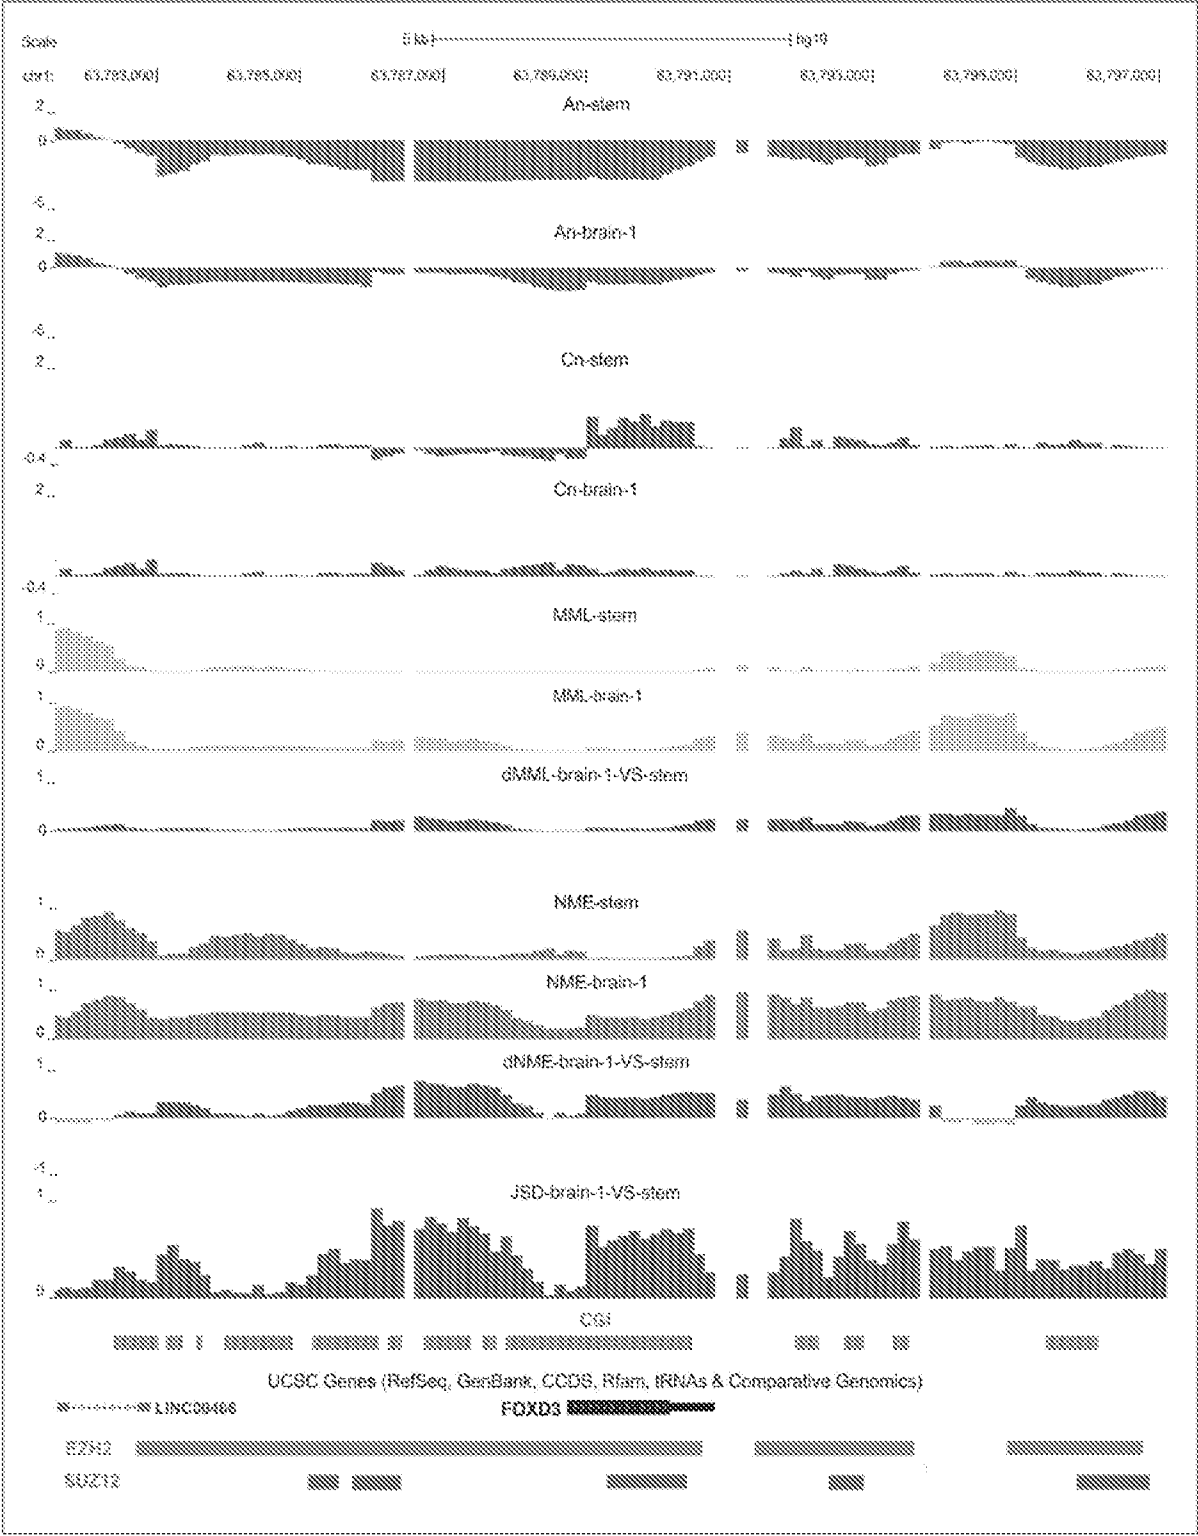 Scale 5 kb hg19
chr1: 63,783,000 63,785,000 63,787,000 63,789,000 63,791,000 63,793,000 63,795,000 63,797,000
An-stem
2
0
-5
An-brain-1
2
0
-5
Cn-stem
2
-0.4
Cn-brain-1
2
-0.4
MML-stem
1
0
MML-brain-1
1
0
dMML-brain-1-VS-stem
1
0
NME-stem
1
0
NME-brain-1
1
0
dNME-brain-1-VS-stem
1
0
-1
JSD-brain-1-VS-stem
1
0
CGI
UCSC Genes (RefSeq, GenBank, CCDS, Rfam, tRNAs & Comparative Genomics)
LINC00466 FOXD3
EZH2
SUZ12